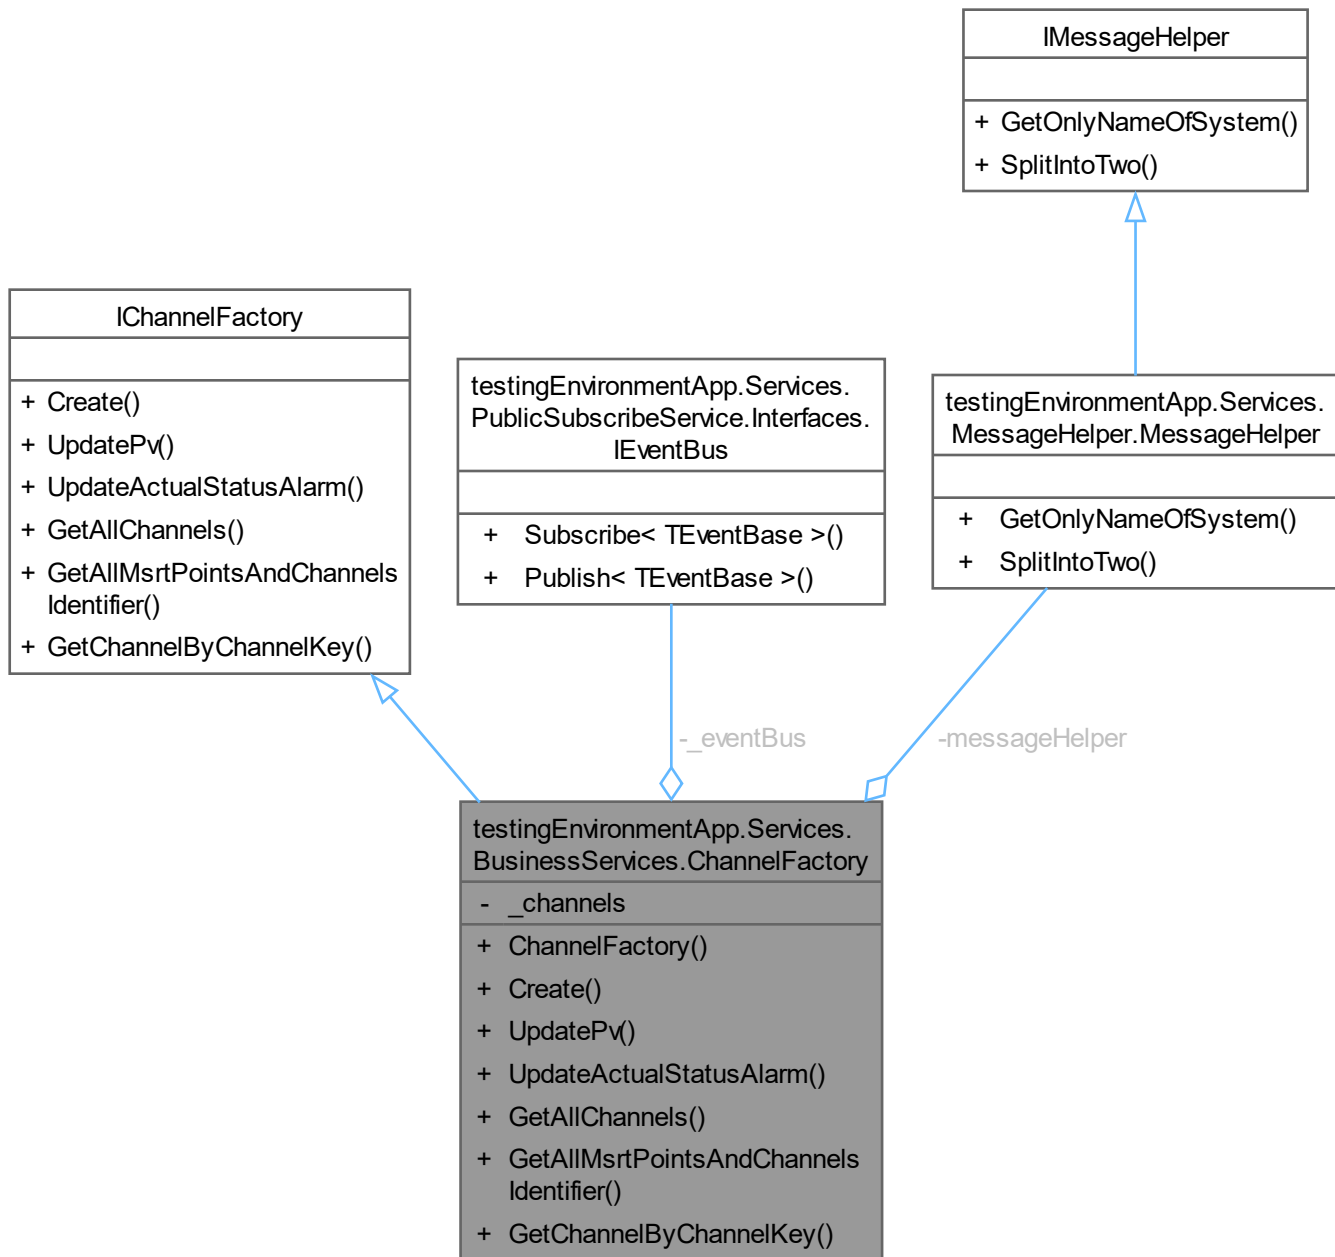 IMessageHelper
+ GetOnlyNameOfSystem()
+ SplitIntoTwo()
IChannelFactory
+ Create()
+ UpdatePv()
+ UpdateActualStatusAlarm()
+ GetAllChannels()
+ GetAllMsrtPointsAndChannels
Identifier()
+ GetChannelByChannelKey()
testingEnvironmentApp.Services.
PublicSubscribeService.Interfaces.
IEventBus
+ Subscribe< TEventBase >()
+ Publish< TEventBase >()
testingEnvironmentApp.Services.
MessageHelper.MessageHelper
+ GetOnlyNameOfSystem()
+ SplitIntoTwo()
-_eventBus
-messageHelper
testingEnvironmentApp.Services.
BusinessServices.ChannelFactory
- _channels
+ ChannelFactory()
+ Create()
+ UpdatePv()
+ UpdateActualStatusAlarm()
+ GetAllChannels()
+ GetAllMsrtPointsAndChannels
Identifier()
+ GetChannelByChannelKey()